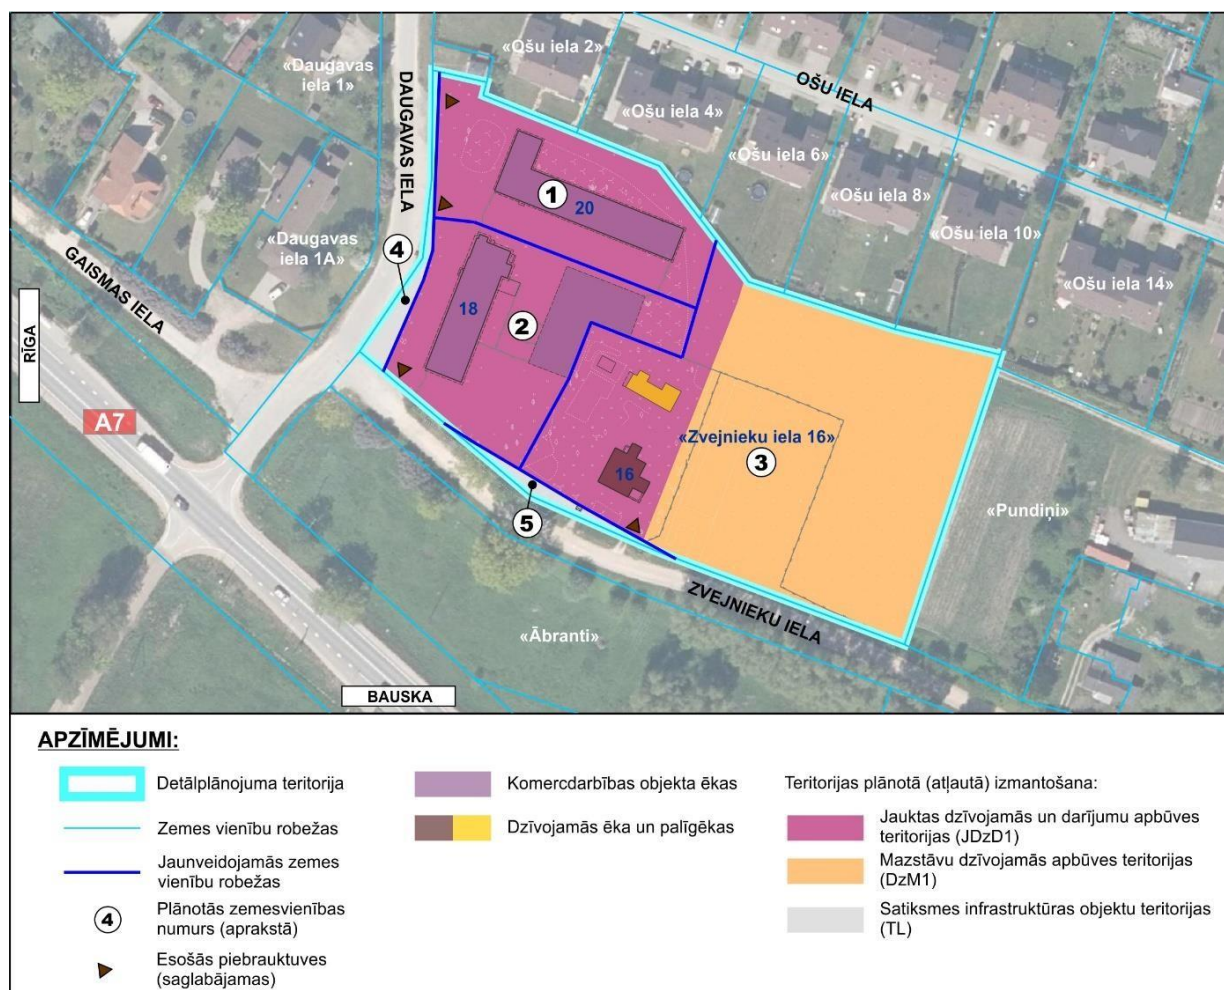 «Ošu iela 2»
OŠU IELA
«Daugavas
iela 1»
DAUGAVAS IELA
«Ošu iela 4»
«Ošu iela 6»
«Ošu iela 8»
«Ošu iela 10»
«Ošu iela 14»
1
20
«Daugavas
iela 1A»
4
GAISMAS IELA
RĪGA
18
2
A7
«Zvejnieku iela 16»
3
16
5
«Pundiņi»
ZVEJNIEKU IELA
«Ābranti»
BAUSKA
APZĪMĒJUMI:
Detālplānojuma teritorija
Zemes vienību robežas
Jaunveidojamās zemes
vienību robežas
4
Plānotās zemesvienības
numurs (aprakstā)
Esošās piebrauktuves
(saglabājamas)
Komercdarbības objekta ēkas
Dzīvojamās ēka un palīgēkas
Teritorijas plānotā (atļautā) izmantošana:
Jauktas dzīvojamās un darījumu apbūves
teritorijas (JDzD1)
Mazstāvu dzīvojamās apbūves teritorijas
(DzM1)
Satiksmes infrastruktūras objektu teritorijas
(TL)